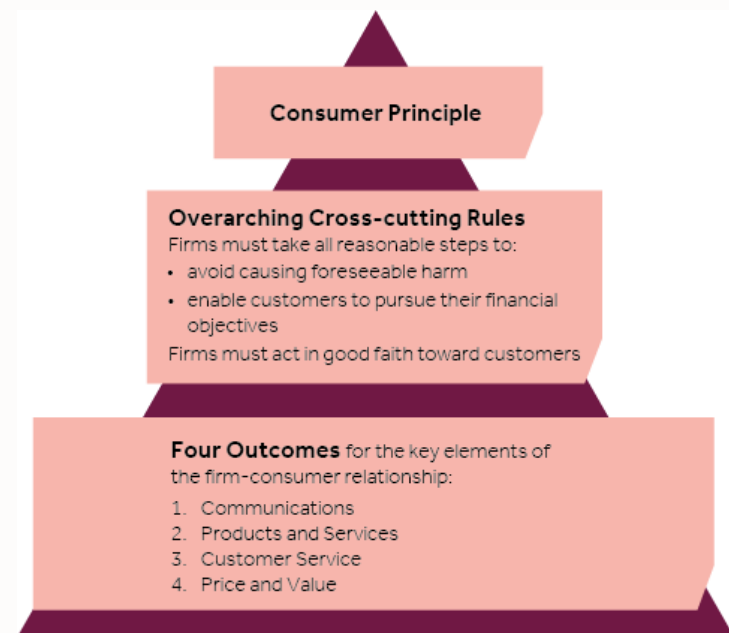 Consumer Principle
Overarching Cross-cutting Rules
Firms must take all reasonable steps to:
• avoid causing foreseeable harm
• enable customers to pursue their financial
objectives
Firms must act in good faith toward customers
Four Outcomes for the key elements of
the firm-consumer relationship:
1. Communications
2. Products and Services
3. Customer Service
4. Price and Value